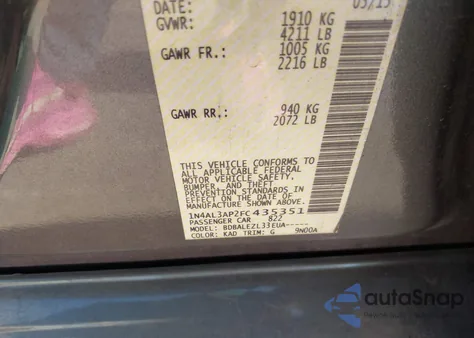 DATE:
GVWR: 1910 KG
4211 LB
GAWR FR.: 1005 KG
2216 LB
GAWR RR.: 940 KG
2072 LB
THIS VEHICLE CONFORMS TO
ALL APPLICABLE FEDERAL
MOTOR VEHICLE SAFETY,
BUMPER, AND THEFT
PREVENTION STANDARDS IN
EFFECT ON THE DATE OF
MANUFACTURE SHOWN ABOVE.
1N4AL3AP2FC435351
PASSENGER CAR 822
MODEL: BDBALEZL33EUA-----
COLOR: KAD TRIM: G 9N00A
autoSnap